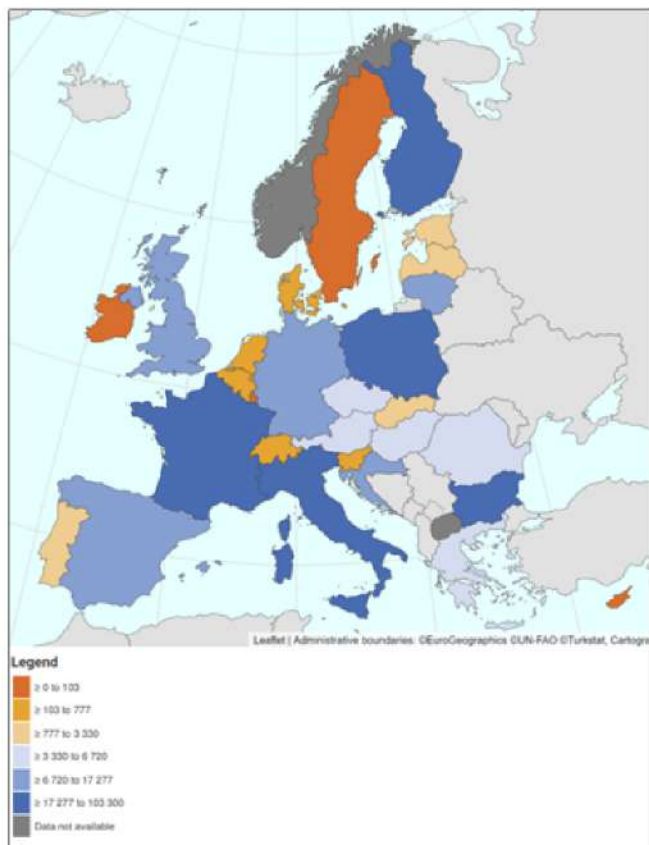 Leaflet | Administrative boundaries: ©EuroGeographics ©UN-FAO ©Turkstat, Cartogra
Legend
≥ 0 to 103
≥ 103 to 777
≥ 777 to 3 330
≥ 3 330 to 6 720
≥ 6 720 to 17 277
≥ 17 277 to 103 300
Data not available